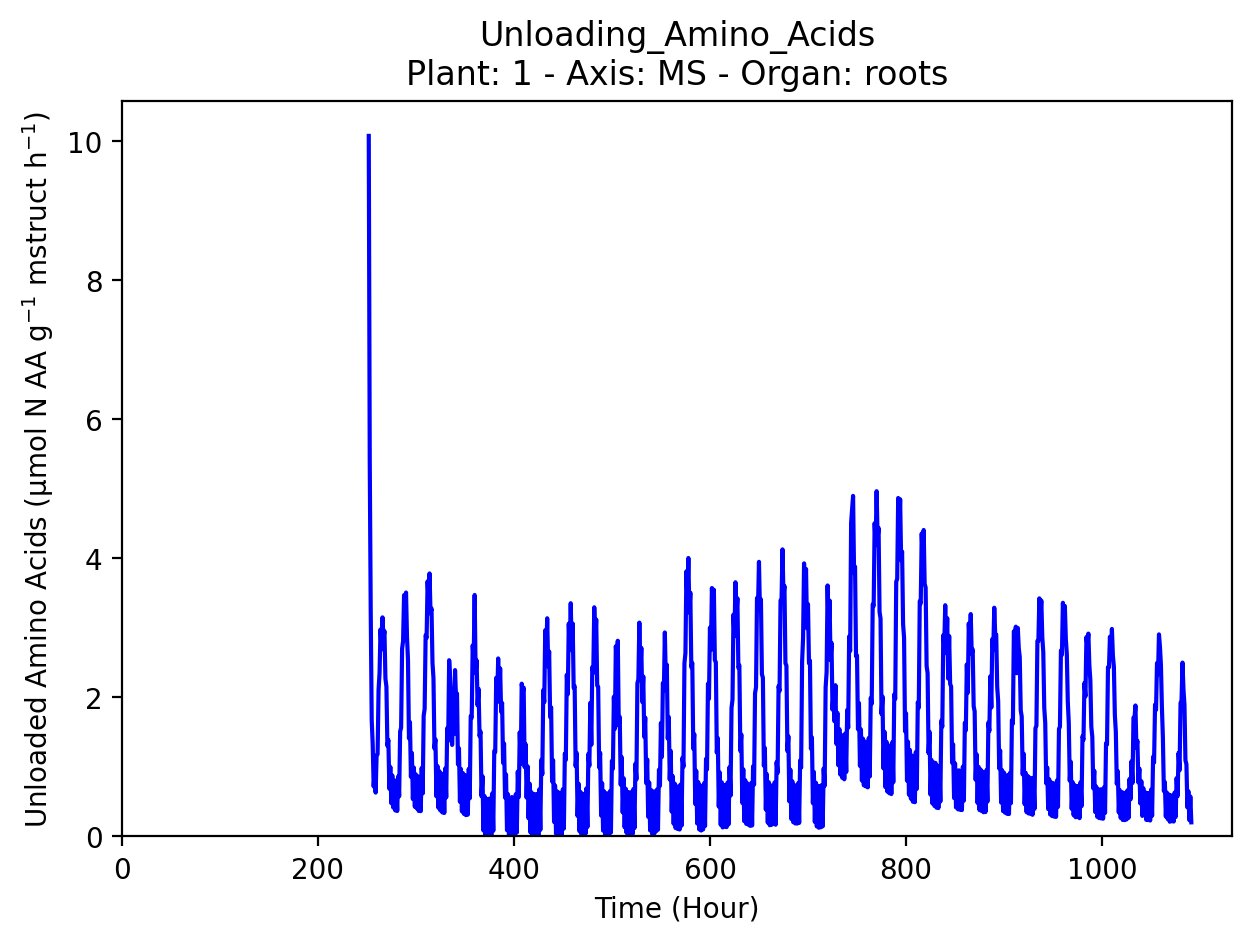 Unloading_Amino_Acids
Plant: 1 - Axis: MS - Organ: roots
Unloaded Amino Acids (µmol N AA g⁻¹ mstruct h⁻¹)
10
8
6
4
2
0
0 200 400 600 800 1000
Time (Hour)